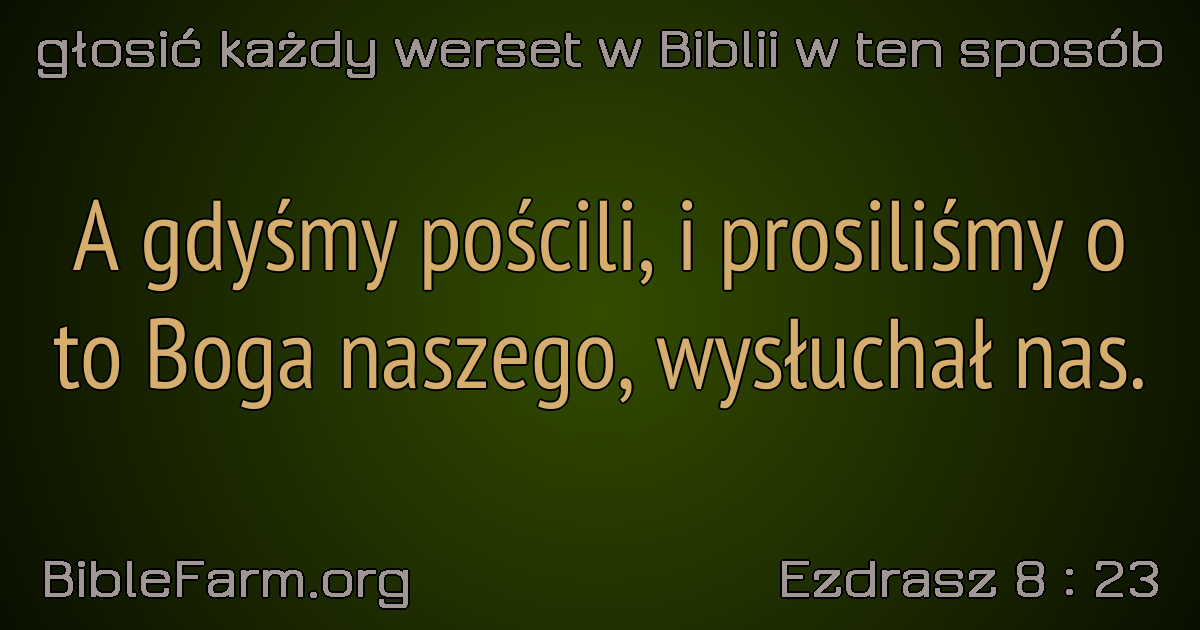 głosić każdy werset w Biblii w ten sposób
A gdyśmy pościli, i prosiliśmy o
to Boga naszego, wysłuchał nas.
BibleFarm.org
Ezdrasz 8 : 23